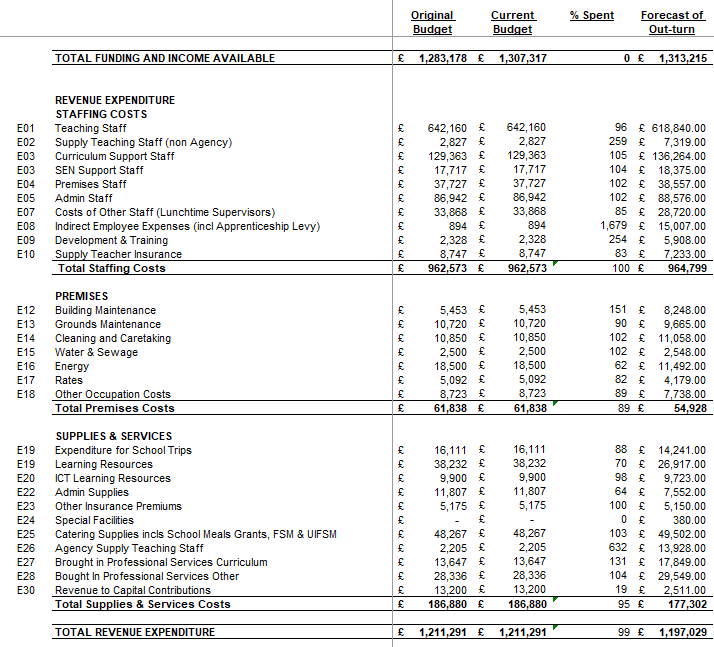 Original Current % Spent Forecast of
Budget Budget Out-turn
TOTAL FUNDING AND INCOME AVAILABLE £ 1,283,178 £ 1,307,317 0 £ 1,313,215
REVENUE EXPENDITURE
STAFFING COSTS
E01 Teaching Staff £ 642,160 £ 642,160 96 £ 618,840.00
E02 Supply Teaching Staff (non Agency) £ 2,827 £ 2,827 259 £ 7,319.00
E03 Curriculum Support Staff £ 129,363 £ 129,363 105 £ 136,264.00
E03 SEN Support Staff £ 17,717 £ 17,717 104 £ 18,375.00
E04 Premises Staff £ 37,727 £ 37,727 102 £ 38,557.00
E05 Admin Staff £ 86,942 £ 86,942 102 £ 88,576.00
E07 Costs of Other Staff (Lunchtime Supervisors) £ 33,868 £ 33,868 85 £ 28,720.00
E08 Indirect Employee Expenses (incl Apprenticeship Levy) £ 894 £ 894 1,679 £ 15,007.00
E09 Development & Training £ 2,328 £ 2,328 254 £ 5,908.00
E10 Supply Teacher Insurance £ 8,747 £ 8,747 83 £ 7,233.00
Total Staffing Costs £ 962,573 £ 962,573 100 £ 964,799
PREMISES
E12 Building Maintenance £ 5,453 £ 5,453 151 £ 8,248.00
E13 Grounds Maintenance £ 10,720 £ 10,720 90 £ 9,665.00
E14 Cleaning and Caretaking £ 10,850 £ 10,850 102 £ 11,058.00
E15 Water & Sewage £ 2,500 £ 2,500 102 £ 2,548.00
E16 Energy £ 18,500 £ 18,500 62 £ 11,492.00
E17 Rates £ 5,092 £ 5,092 82 £ 4,179.00
E18 Other Occupation Costs £ 8,723 £ 8,723 89 £ 7,738.00
Total Premises Costs £ 61,838 £ 61,838 89 £ 54,928
SUPPLIES & SERVICES
E19 Expenditure for School Trips £ 16,111 £ 16,111 88 £ 14,241.00
E19 Learning Resources £ 38,232 £ 38,232 70 £ 26,917.00
E20 ICT Learning Resources £ 9,900 £ 9,900 98 £ 9,723.00
E22 Admin Supplies £ 11,807 £ 11,807 64 £ 7,552.00
E23 Other Insurance Premiums £ 5,175 £ 5,175 100 £ 5,150.00
E24 Special Facilities £ - £ - 0 £ 380.00
E25 Catering Supplies incls School Meals Grants, FSM & UIFSM £ 48,267 £ 48,267 103 £ 49,502.00
E26 Agency Supply Teaching Staff £ 2,205 £ 2,205 632 £ 13,928.00
E27 Brought in Professional Services Curriculum £ 13,647 £ 13,647 131 £ 17,849.00
E28 Bought In Professional Services Other £ 28,336 £ 28,336 104 £ 29,549.00
E30 Revenue to Capital Contributions £ 13,200 £ 13,200 19 £ 2,511.00
Total Supplies & Services Costs £ 186,880 £ 186,880 95 £ 177,302
TOTAL REVENUE EXPENDITURE £ 1,211,291 £ 1,211,291 99 £ 1,197,029